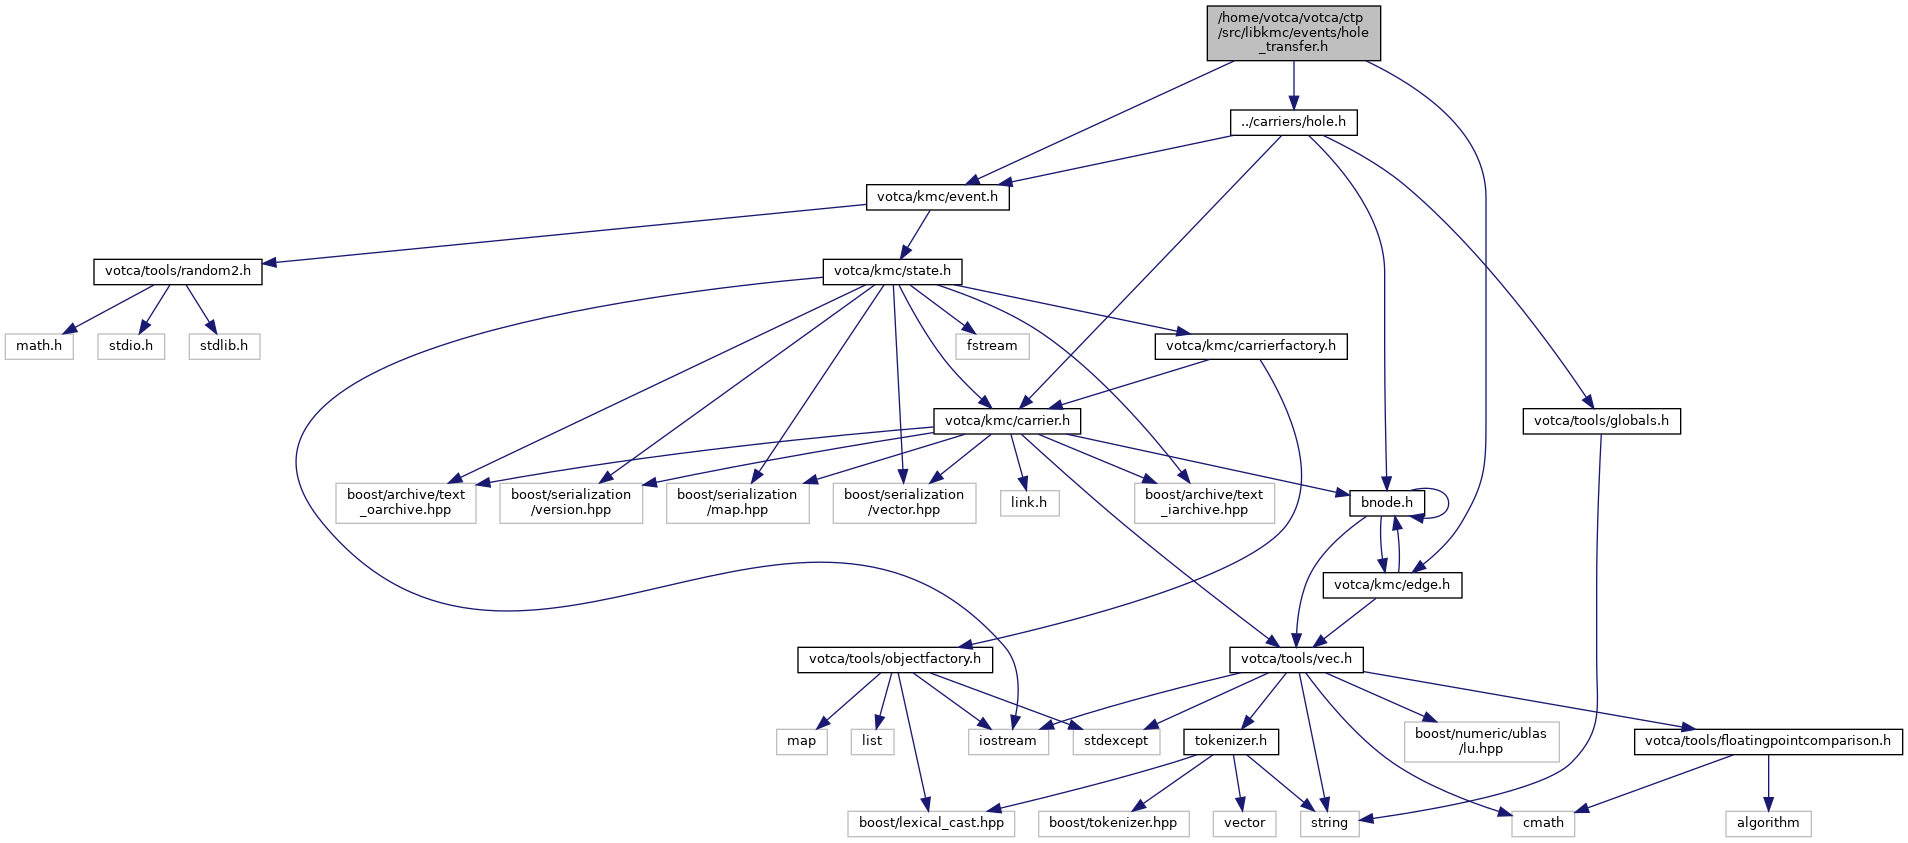 /home/votca/votca/ctp
/src/libkmc/events/hole
_transfer.h
../carriers/hole.h
votca/kmc/event.h
votca/tools/random2.h
votca/kmc/state.h
math.h
stdio.h
stdlib.h
fstream
votca/kmc/carrierfactory.h
votca/kmc/carrier.h
votca/tools/globals.h
boost/archive/text
_oarchive.hpp
boost/serialization
/version.hpp
boost/serialization
/map.hpp
boost/serialization
/vector.hpp
link.h
boost/archive/text
_iarchive.hpp
bnode.h
votca/kmc/edge.h
votca/tools/objectfactory.h
votca/tools/vec.h
map
list
iostream
stdexcept
tokenizer.h
boost/numeric/ublas
/lu.hpp
votca/tools/floatingpointcomparison.h
boost/lexical_cast.hpp
boost/tokenizer.hpp
vector
string
cmath
algorithm